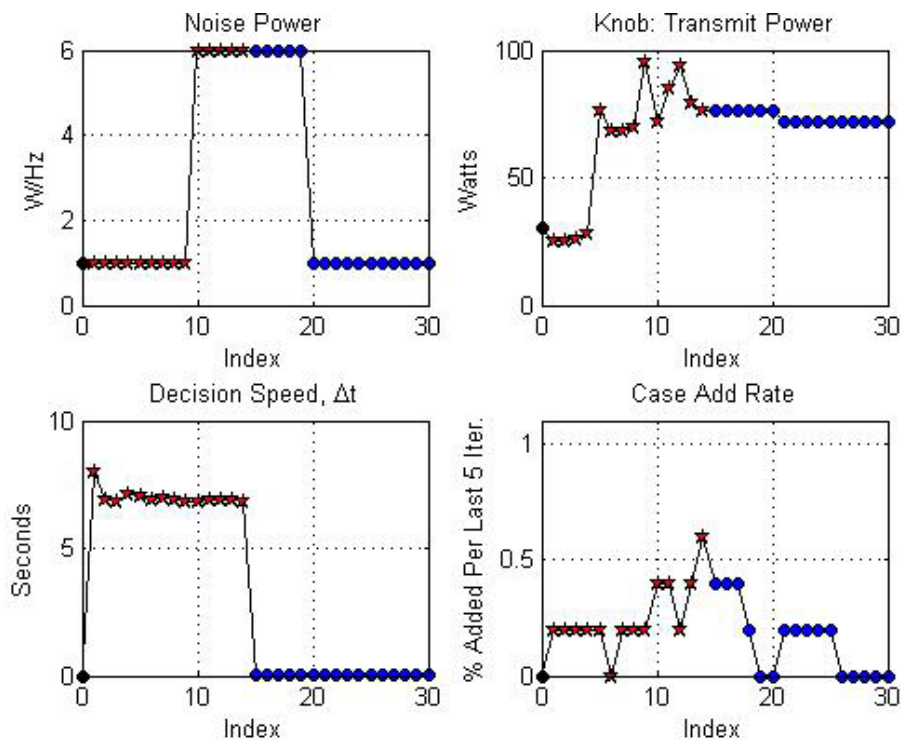 Noise Power
6
4
2
0
W/Hz
0
10
20
30
Index
Knob: Transmit Power
100
50
0
Watts
0
10
20
30
Index
Decision Speed, Δt
10
5
0
Seconds
0
10
20
30
Index
Case Add Rate
1
0.5
0
% Added Per Last 5 Iter.
0
10
20
30
Index